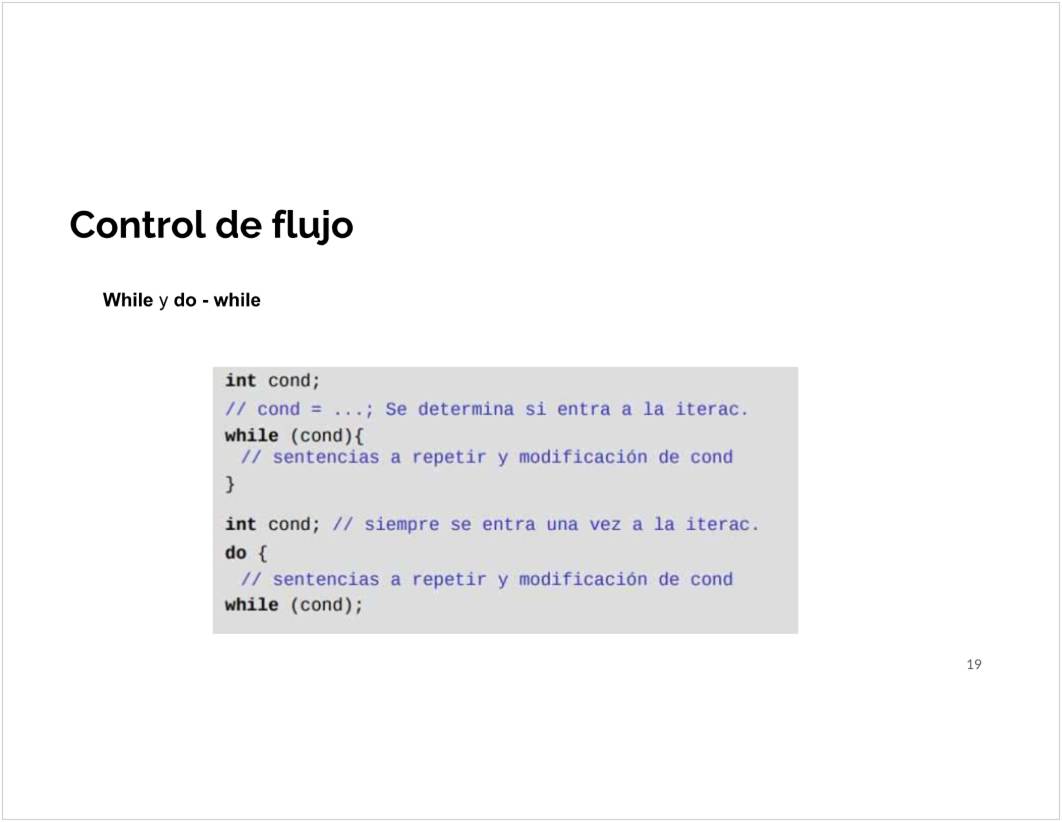 Control de flujo
While y do - while
int cond;
// cond = ...; Se determina si entra a la iterac.
while (cond){
// sentencias a repetir y modificación de cond
}
int cond; // siempre se entra una vez a la iterac.
do {
// sentencias a repetir y modificación de cond
while (cond);
19